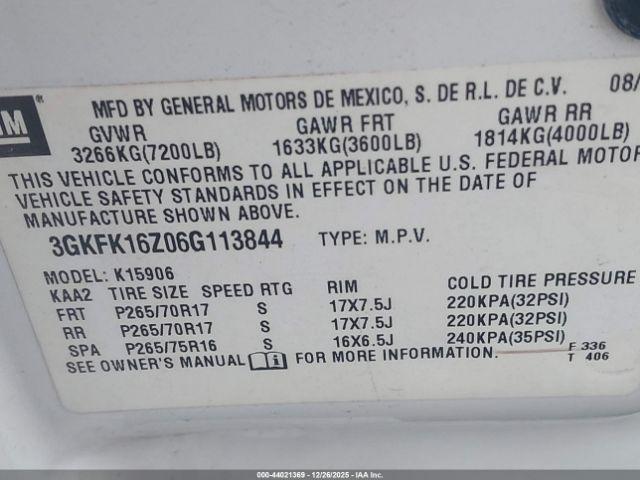 GM
MFD BY GENERAL MOTORS DE MEXICO, S. DE R.L. DE C.V. 08/
GVWR GAWR FRT GAWR RR
3266KG(7200LB) 1633KG(3600LB) 1814KG(4000LB)
THIS VEHICLE CONFORMS TO ALL APPLICABLE U.S. FEDERAL MOTOR
VEHICLE SAFETY STANDARDS IN EFFECT ON THE DATE OF
MANUFACTURE SHOWN ABOVE.
3GKFK16Z06G113844 TYPE: M.P.V.
MODEL: K15906
KAA2 TIRE SIZE SPEED RTG RIM COLD TIRE PRESSURE
FRT P265/70R17 S 17X7.5J 220KPA(32PSI)
RR P265/70R17 S 17X7.5J 220KPA(32PSI)
SPA P265/75R16 S 16X6.5J 240KPA(35PSI)
SEE OWNER'S MANUAL FOR MORE INFORMATION.
F 336
T 406
000-44021369 - 12/26/2025 - IAAI, Inc.